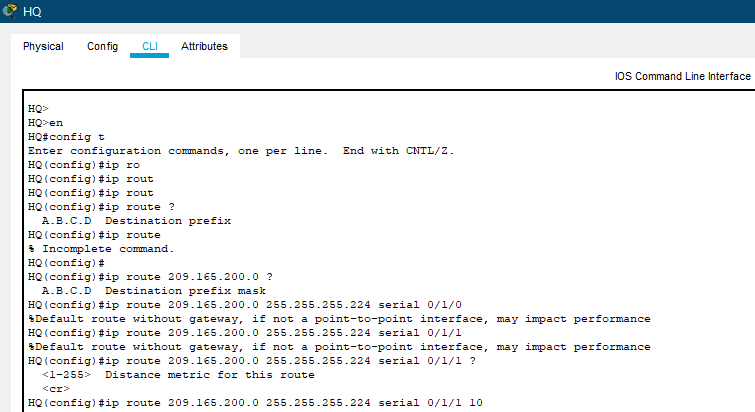 HQ
Physical Config CLI Attributes
IOS Command Line Interface
HQ>
HQ>en
HQ#config t
Enter configuration commands, one per line.  End with CNTL/Z.
HQ(config)#ip ro
HQ(config)#ip rout
HQ(config)#ip rout
HQ(config)#ip route ?
  A.B.C.D  Destination prefix
HQ(config)#ip route
% Incomplete command.
HQ(config)#
HQ(config)#ip route 209.165.200.0 ?
  A.B.C.D  Destination prefix mask
HQ(config)#ip route 209.165.200.0 255.255.255.224 serial 0/1/0
%Default route without gateway, if not a point-to-point interface, may impact performance
HQ(config)#ip route 209.165.200.0 255.255.255.224 serial 0/1/1
%Default route without gateway, if not a point-to-point interface, may impact performance
HQ(config)#ip route 209.165.200.0 255.255.255.224 serial 0/1/1 ?
  <1-255>  Distance metric for this route
  <cr>
HQ(config)#ip route 209.165.200.0 255.255.255.224 serial 0/1/1 10